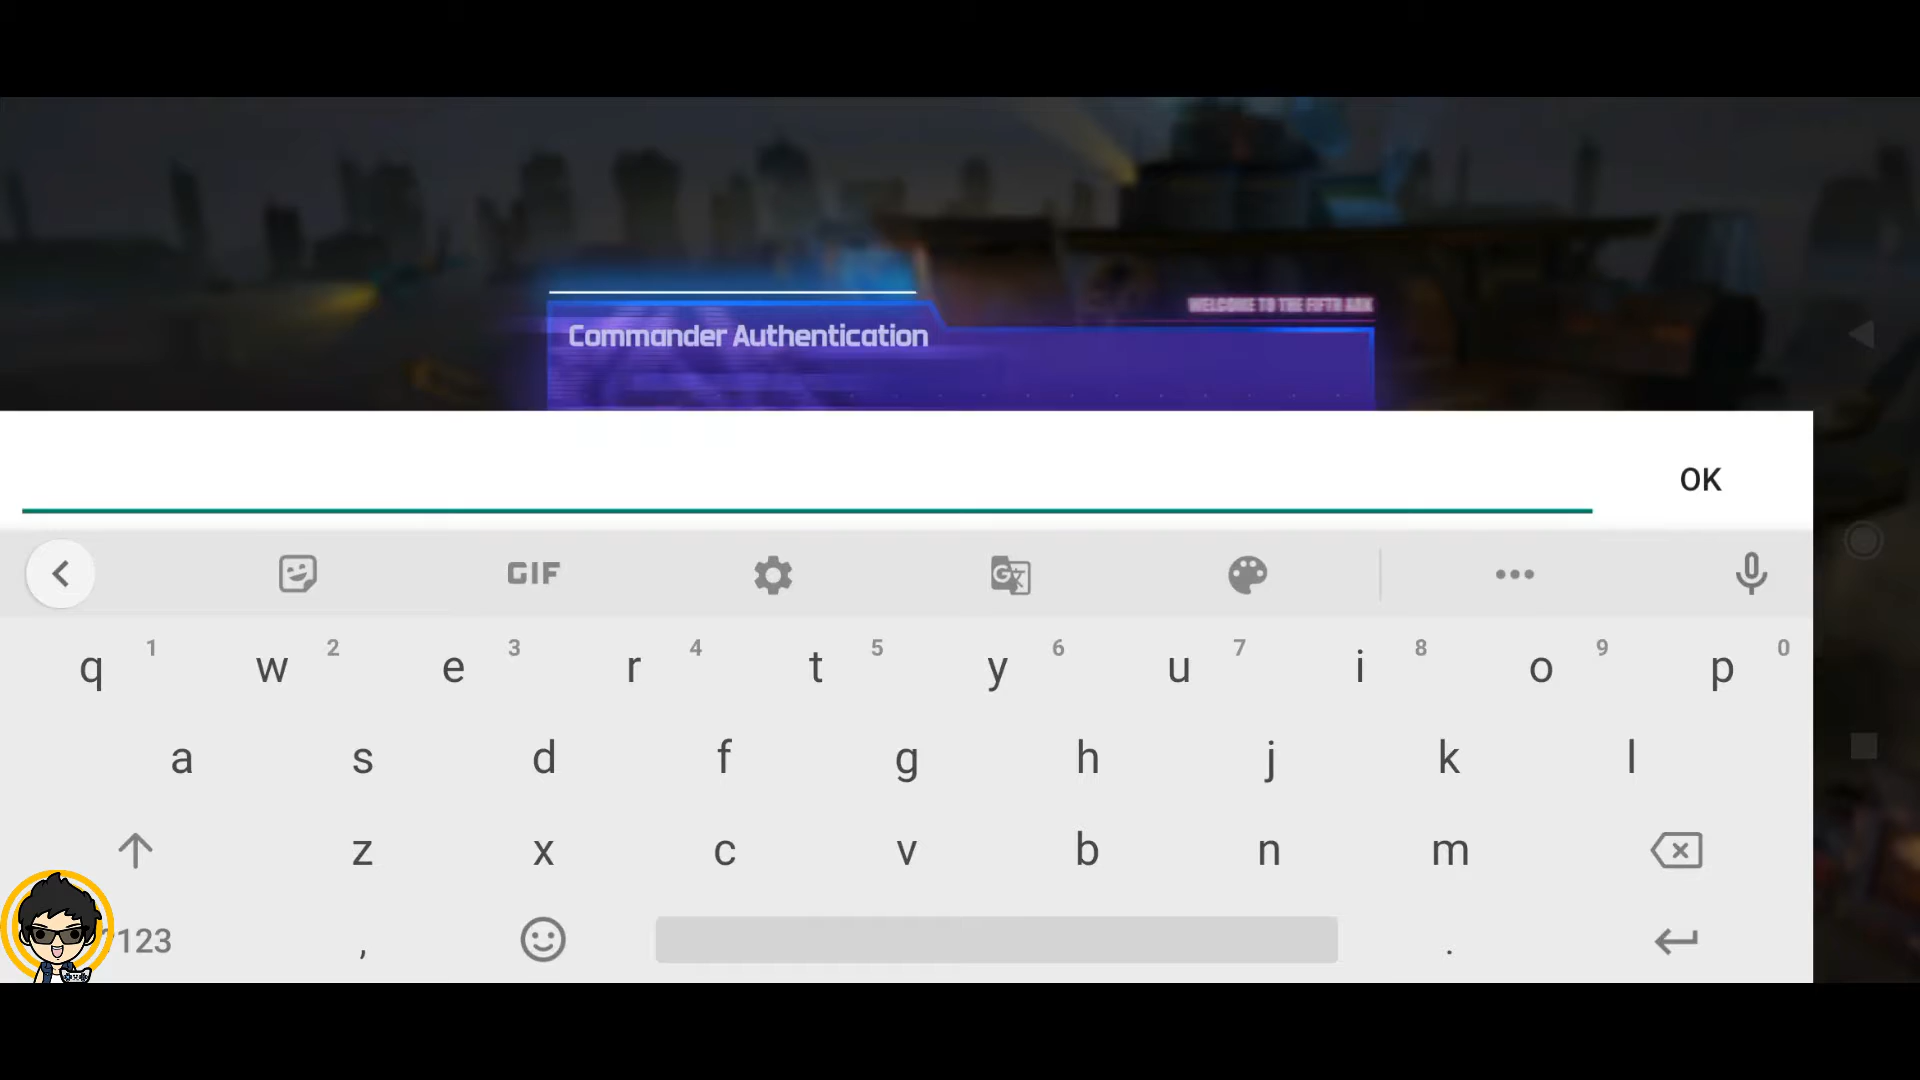 WELCOME TO THE FIFTH ARK
Commander Authentication
OK
GIF
q 1 w 2 e 3 r 4 t 5 y 6 u 7 i 8 o 9 p 0
a s d f g h j k l
z x c v b n m
?123 , .